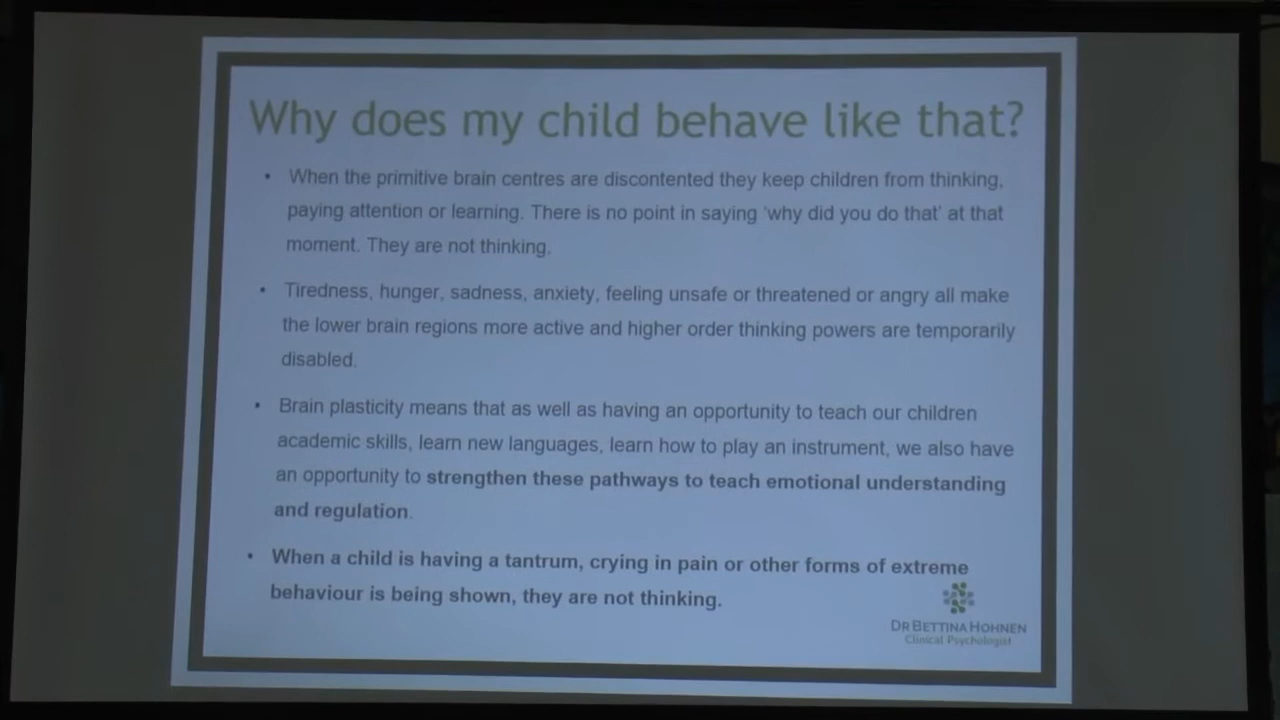 Why does my child behave like that?
• When the primitive brain centres are discontented they keep children from thinking,
paying attention or learning. There is no point in saying 'why did you do that' at that
moment. They are not thinking.
• Tiredness, hunger, sadness, anxiety, feeling unsafe or threatened or angry all make
the lower brain regions more active and higher order thinking powers are temporarily
disabled.
• Brain plasticity means that as well as having an opportunity to teach our children
academic skills, learn new languages, learn how to play an instrument, we also have
an opportunity to strengthen these pathways to teach emotional understanding
and regulation.
• When a child is having a tantrum, crying in pain or other forms of extreme
behaviour is being shown, they are not thinking.
DR BETTINA HOHNEN
Clinical Psychologist